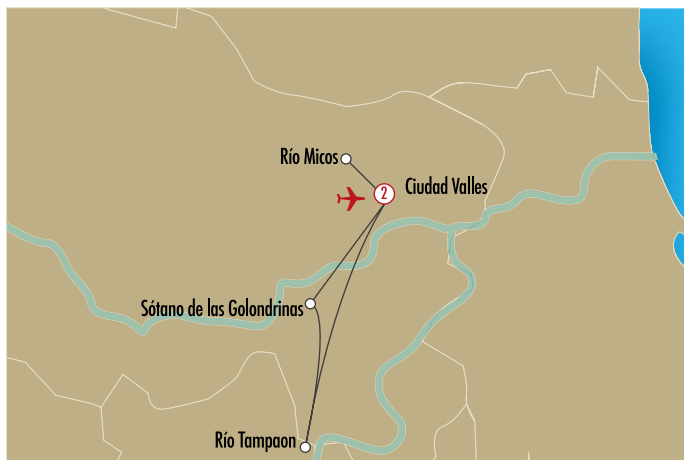 Río Micos
2
Ciudad Valles
Sótano de las Golondrinas
Río Tampaon